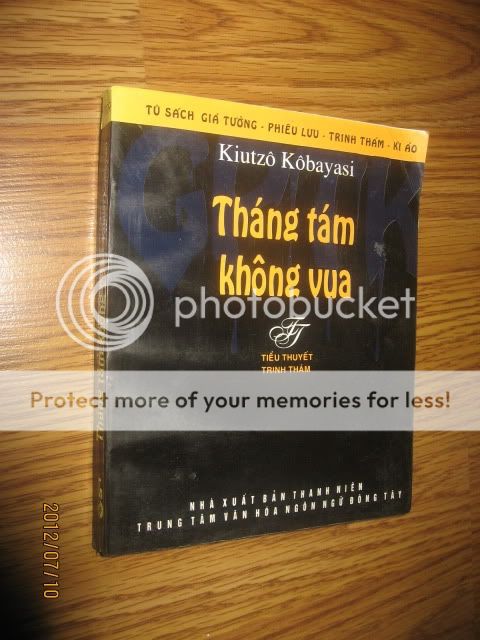 TỦ SÁCH GIẢ TƯỞNG - PHIÊU LƯU - TRINH THÁM - KÌ ẢO
Kiutzô Kôbayasi
Tháng tám
không vua
photobucket
TIỂU THUYẾT
TRINH THÁM
Protect more of your memories for less!
NHÀ XUẤT BẢN THANH NIÊN
TRUNG TÂM VĂN HÓA NGÔN NGỮ ĐÔNG TÂY
2012/07/10